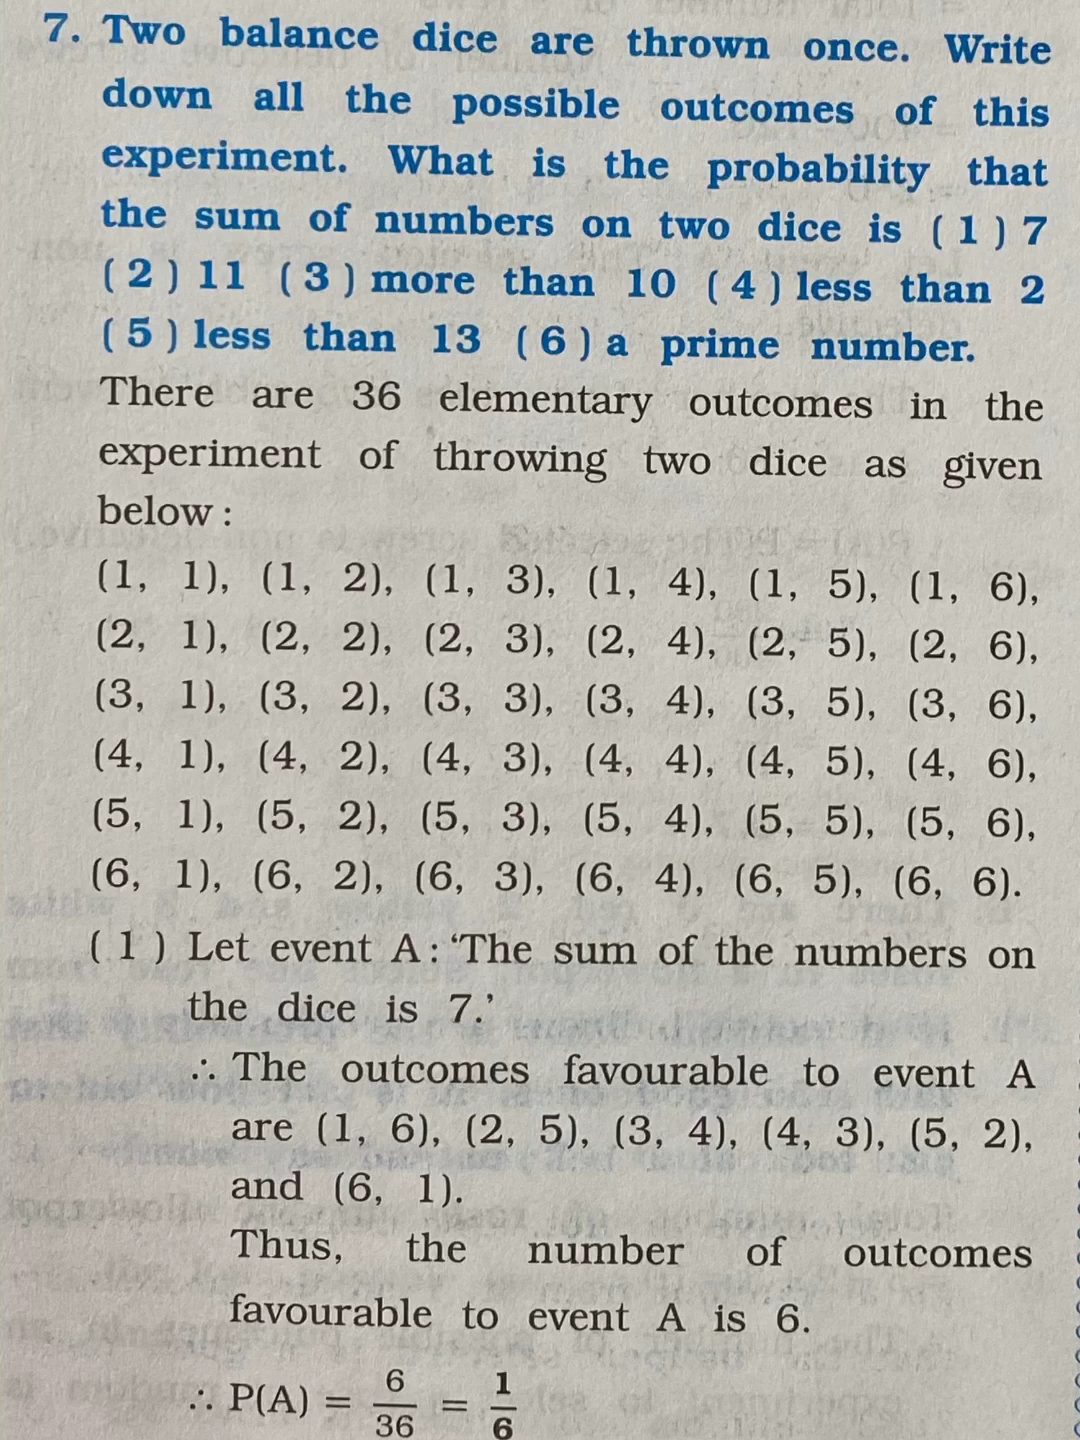 7. Two balance dice are thrown once. Write
down all the possible outcomes of this
experiment. What is the probability that
the sum of numbers on two dice is (1) 7
(2) 11 (3) more than 10 (4) less than 2
(5) less than 13 (6) a prime number.
There are 36 elementary outcomes in the
experiment of throwing two dice as given
below :
(1, 1), (1, 2), (1, 3), (1, 4), (1, 5), (1, 6),
(2, 1), (2, 2), (2, 3), (2, 4), (2, 5), (2, 6),
(3, 1), (3, 2), (3, 3), (3, 4), (3, 5), (3, 6),
(4, 1), (4, 2), (4, 3), (4, 4), (4, 5), (4, 6),
(5, 1), (5, 2), (5, 3), (5, 4), (5, 5), (5, 6),
(6, 1), (6, 2), (6, 3), (6, 4), (6, 5), (6, 6).
(1) Let event A : ‘The sum of the numbers on
the dice is 7.’
∴ The outcomes favourable to event A
are (1, 6), (2, 5), (3, 4), (4, 3), (5, 2),
and (6, 1).
Thus, the number of outcomes
favourable to event A is 6.
∴ P(A) = 6/36 = 1/6